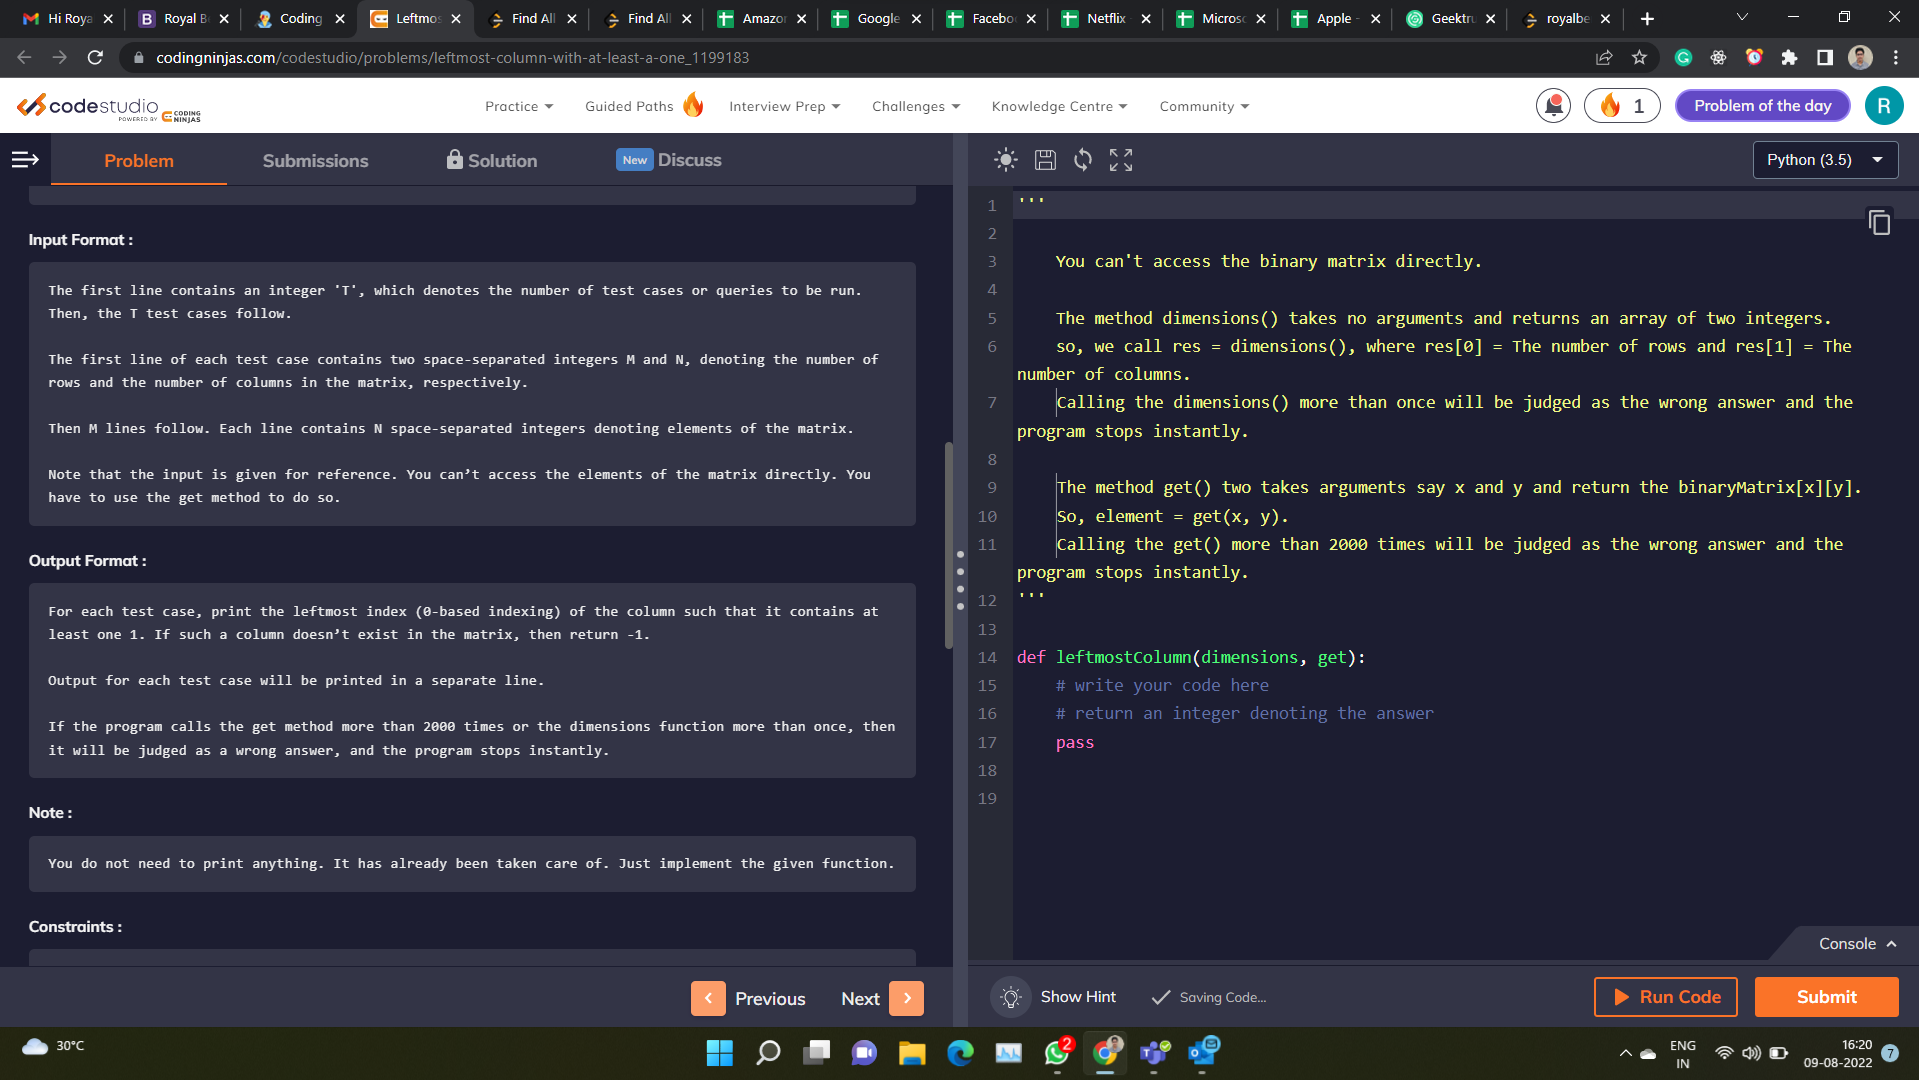 Hi Roya
Royal B
Coding
Leftmos
Find All
Find All
Amazon
Google
Facebo
Netflix
Microso
Apple -
Geektru
royalbe
codingninjas.com/codestudio/problems/leftmost-column-with-at-least-a-one_1199183
codestudio
POWERED BY CODING NINJAS
Practice
Guided Paths
Interview Prep
Challenges
Knowledge Centre
Community
1
Problem of the day
R
Problem
Submissions
Solution
New Discuss
Python (3.5)
Input Format :
The first line contains an integer 'T', which denotes the number of test cases or queries to be run.
Then, the T test cases follow.
The first line of each test case contains two space-separated integers M and N, denoting the number of
rows and the number of columns in the matrix, respectively.
Then M lines follow. Each line contains N space-separated integers denoting elements of the matrix.
Note that the input is given for reference. You can’t access the elements of the matrix directly. You
have to use the get method to do so.
Output Format :
For each test case, print the leftmost index (0-based indexing) of the column such that it contains at
least one 1. If such a column doesn’t exist in the matrix, then return -1.
Output for each test case will be printed in a separate line.
If the program calls the get method more than 2000 times or the dimensions function more than once, then
it will be judged as a wrong answer, and the program stops instantly.
Note :
You do not need to print anything. It has already been taken care of. Just implement the given function.
Constraints :
Previous
Next
1 '''
2
3 You can't access the binary matrix directly.
4
5 The method dimensions() takes no arguments and returns an array of two integers.
6 so, we call res = dimensions(), where res[0] = The number of rows and res[1] = The
number of columns.
7 Calling the dimensions() more than once will be judged as the wrong answer and the
program stops instantly.
8
9 The method get() two takes arguments say x and y and return the binaryMatrix[x][y].
10 So, element = get(x, y).
11 Calling the get() more than 2000 times will be judged as the wrong answer and the
program stops instantly.
12 '''
13
14 def leftmostColumn(dimensions, get):
15 # write your code here
16 # return an integer denoting the answer
17 pass
18
19
Console
Show Hint
Saving Code...
Run Code
Submit
30°C
2
ENG
IN
16:20
09-08-2022
7